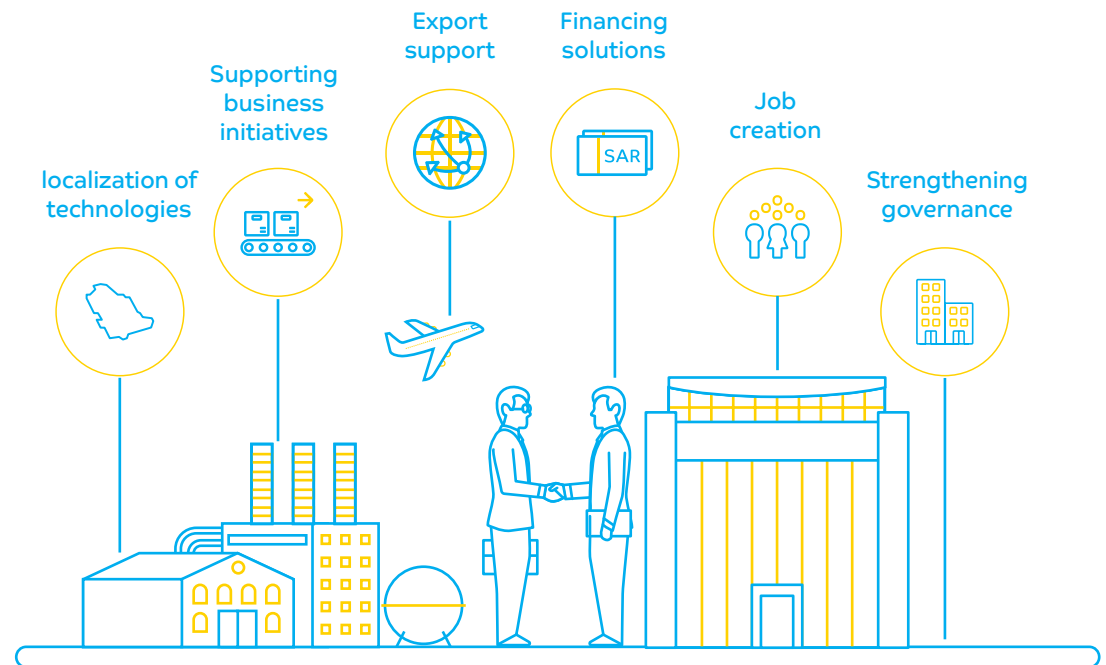 localization of
technologies
Supporting
business
initiatives
Export
support
Financing
solutions
SAR
Job
creation
Strengthening
governance